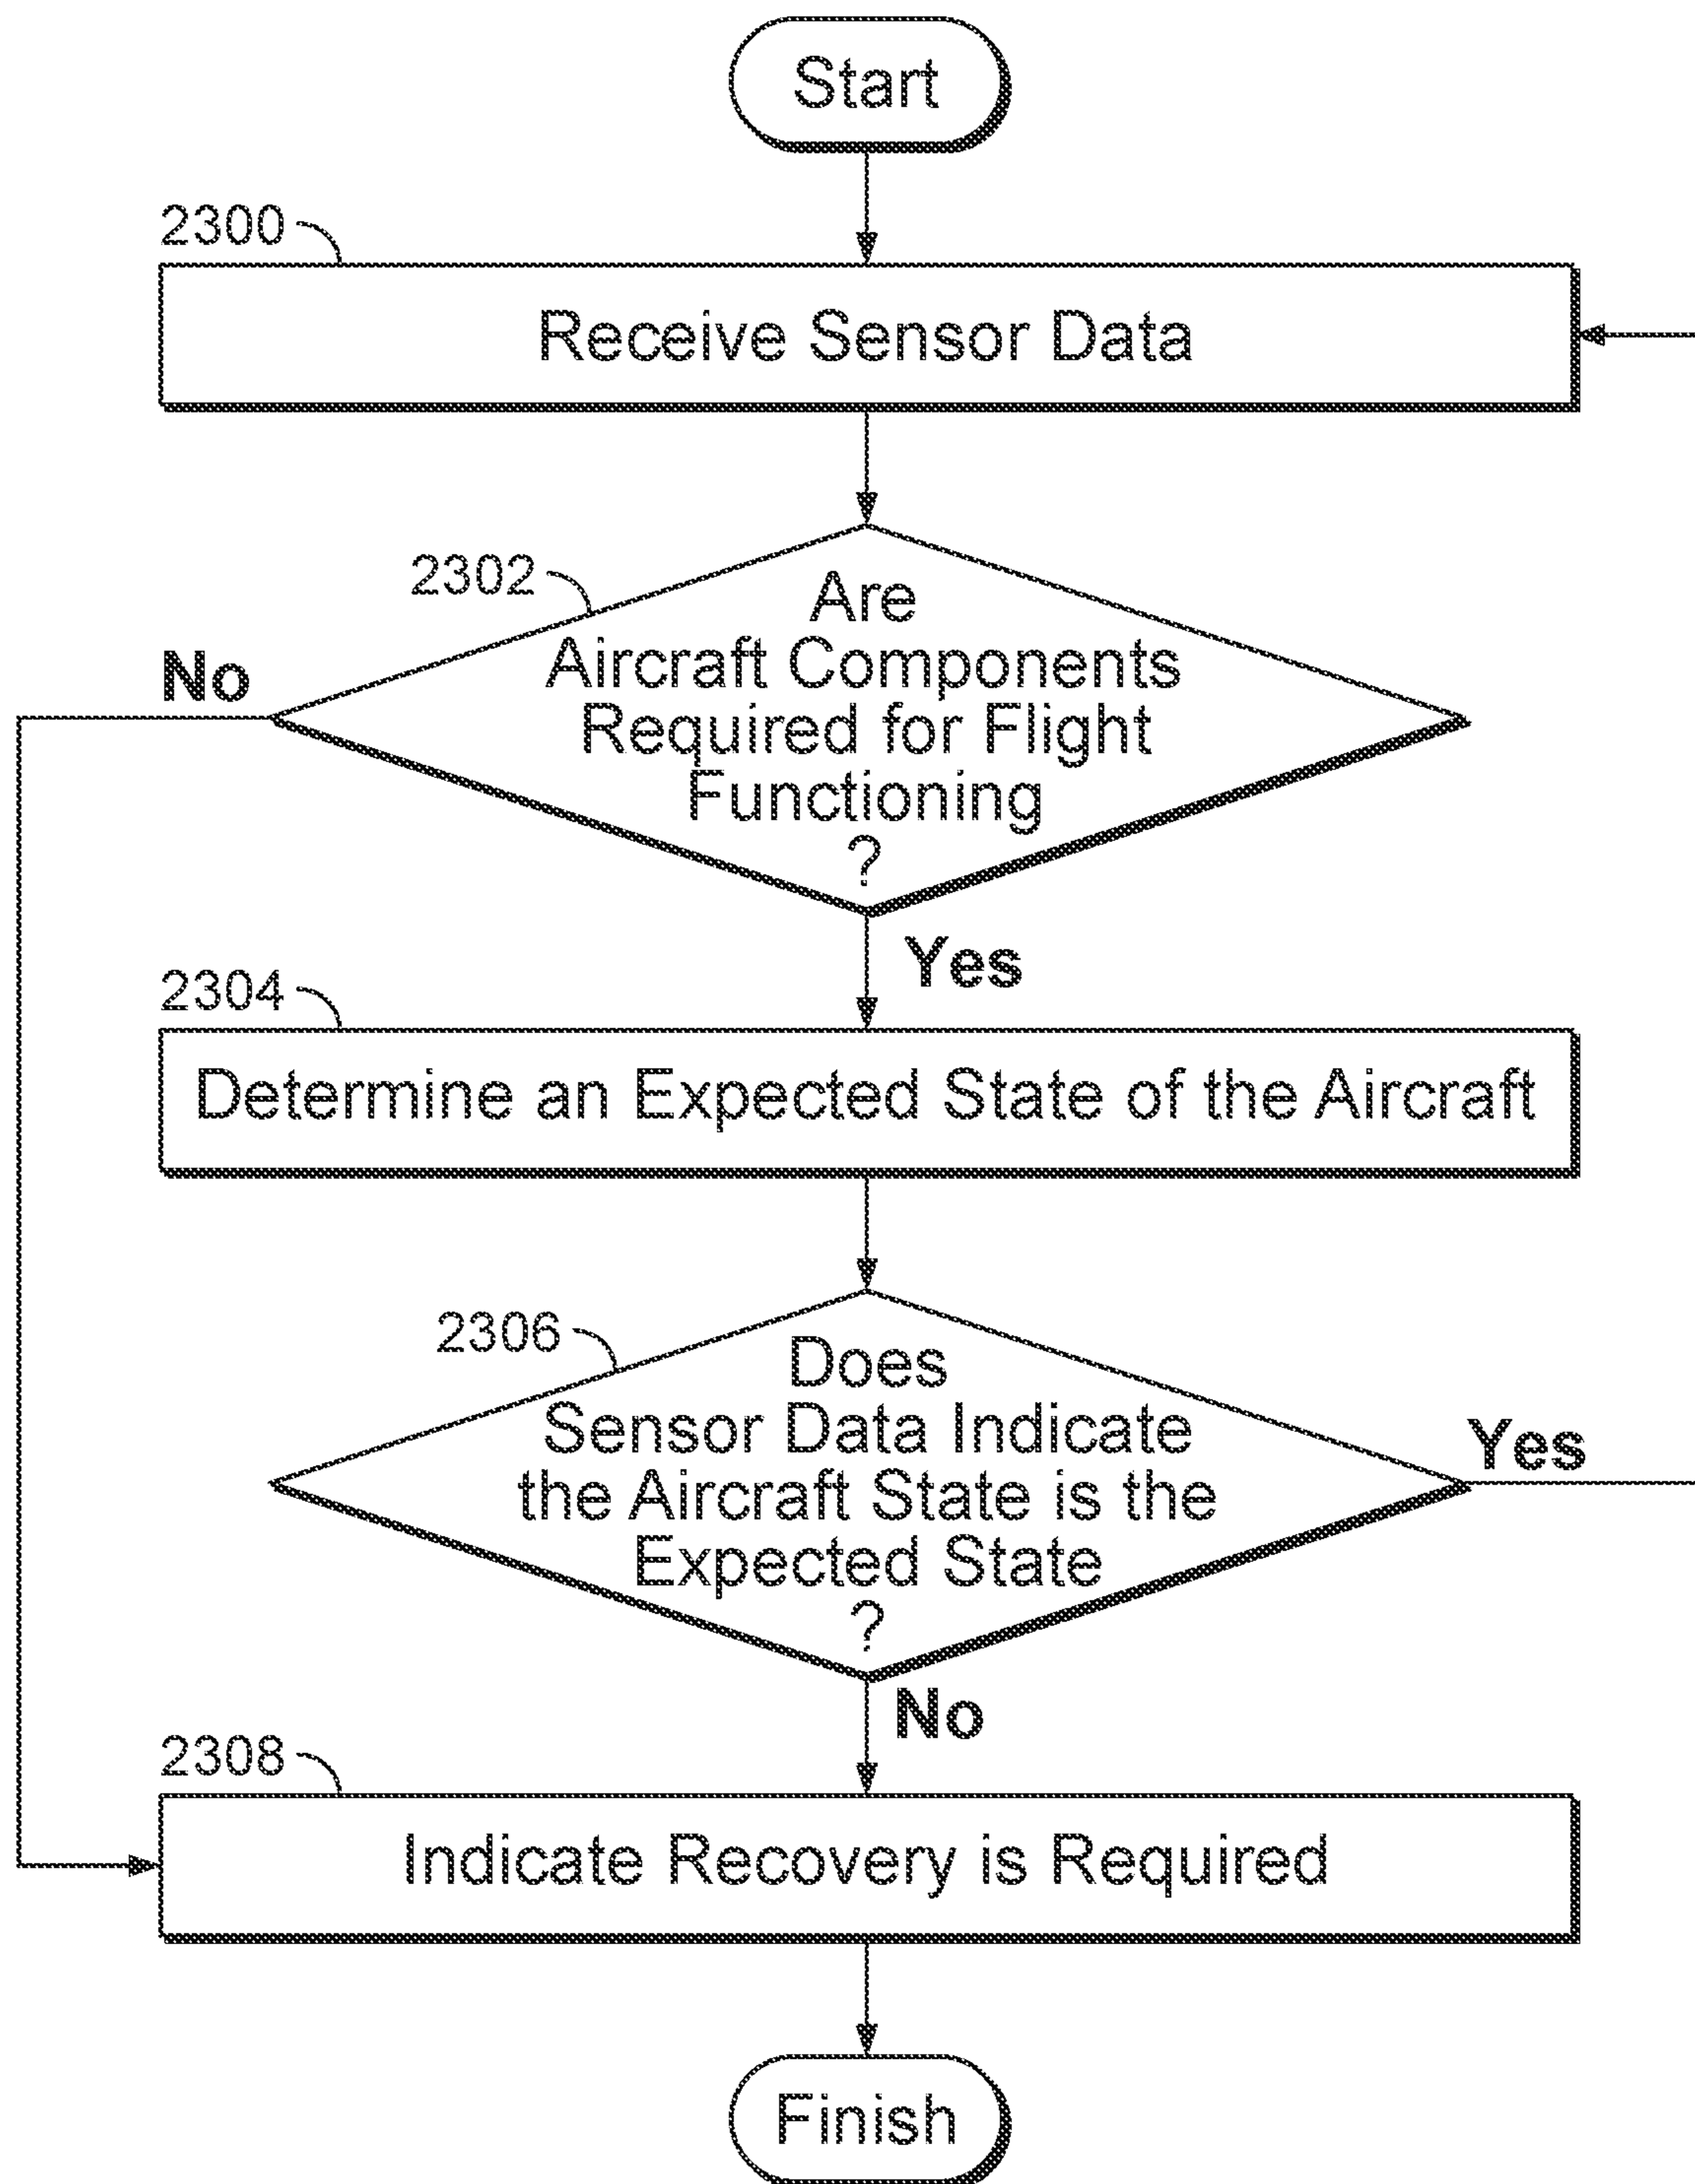 Start
2300
Receive Sensor Data
2302
Are
Aircraft Components
Required for Flight
Functioning
?
No
Yes
2304
Determine an Expected State of the Aircraft
2306
Does
Sensor Data Indicate
the Aircraft State is the
Expected State
?
Yes
No
2308
Indicate Recovery is Required
Finish